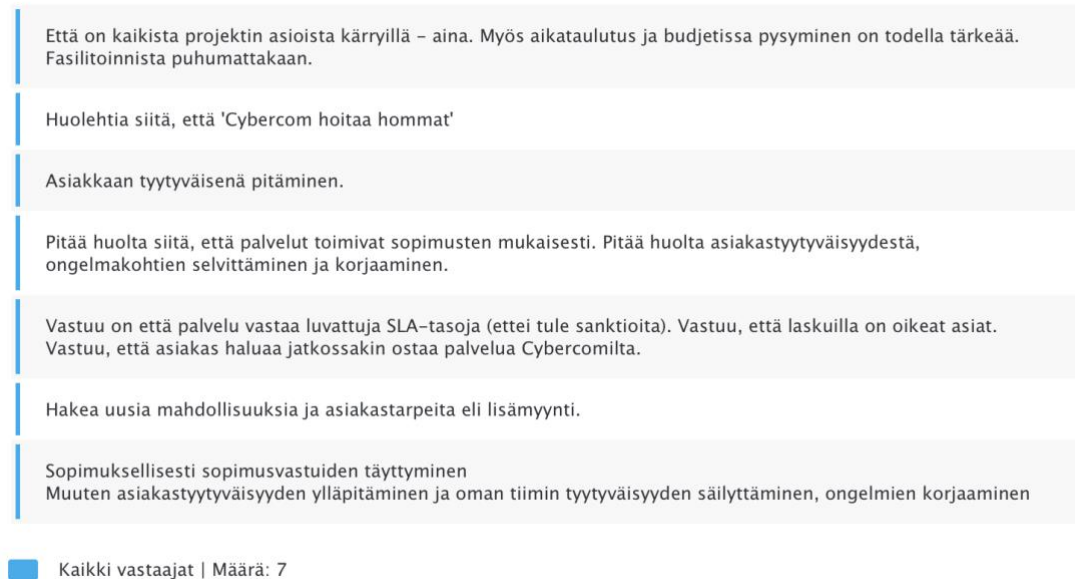 Että on kaikista projektin asioista kärryillä – aina. Myös aikataulutus ja budjetissa pysyminen on todella tärkeää.
Fasilitoinnista puhumattakaan.
Huolehtia siitä, että 'Cybercom hoitaa hommat'
Asiakkaan tyytyväisenä pitäminen.
Pitää huolta siitä, että palvelut toimivat sopimusten mukaisesti. Pitää huolta asiakastyytyväisyydestä,
ongelmakohtien selvittäminen ja korjaaminen.
Vastuu on että palvelu vastaa luvattuja SLA–tasoja (ettei tule sanktioita). Vastuu, että laskuilla on oikeat asiat.
Vastuu, että asiakas haluaa jatkossakin ostaa palvelua Cybercomilta.
Hakea uusia mahdollisuuksia ja asiakastarpeita eli lisämyynti.
Sopimuksellisesti sopimusvastuiden täyttyminen
Muuten asiakastyytyväisyyden ylläpitäminen ja oman tiimin tyytyväisyyden säilyttäminen, ongelmien korjaaminen
Kaikki vastaajat | Määrä: 7